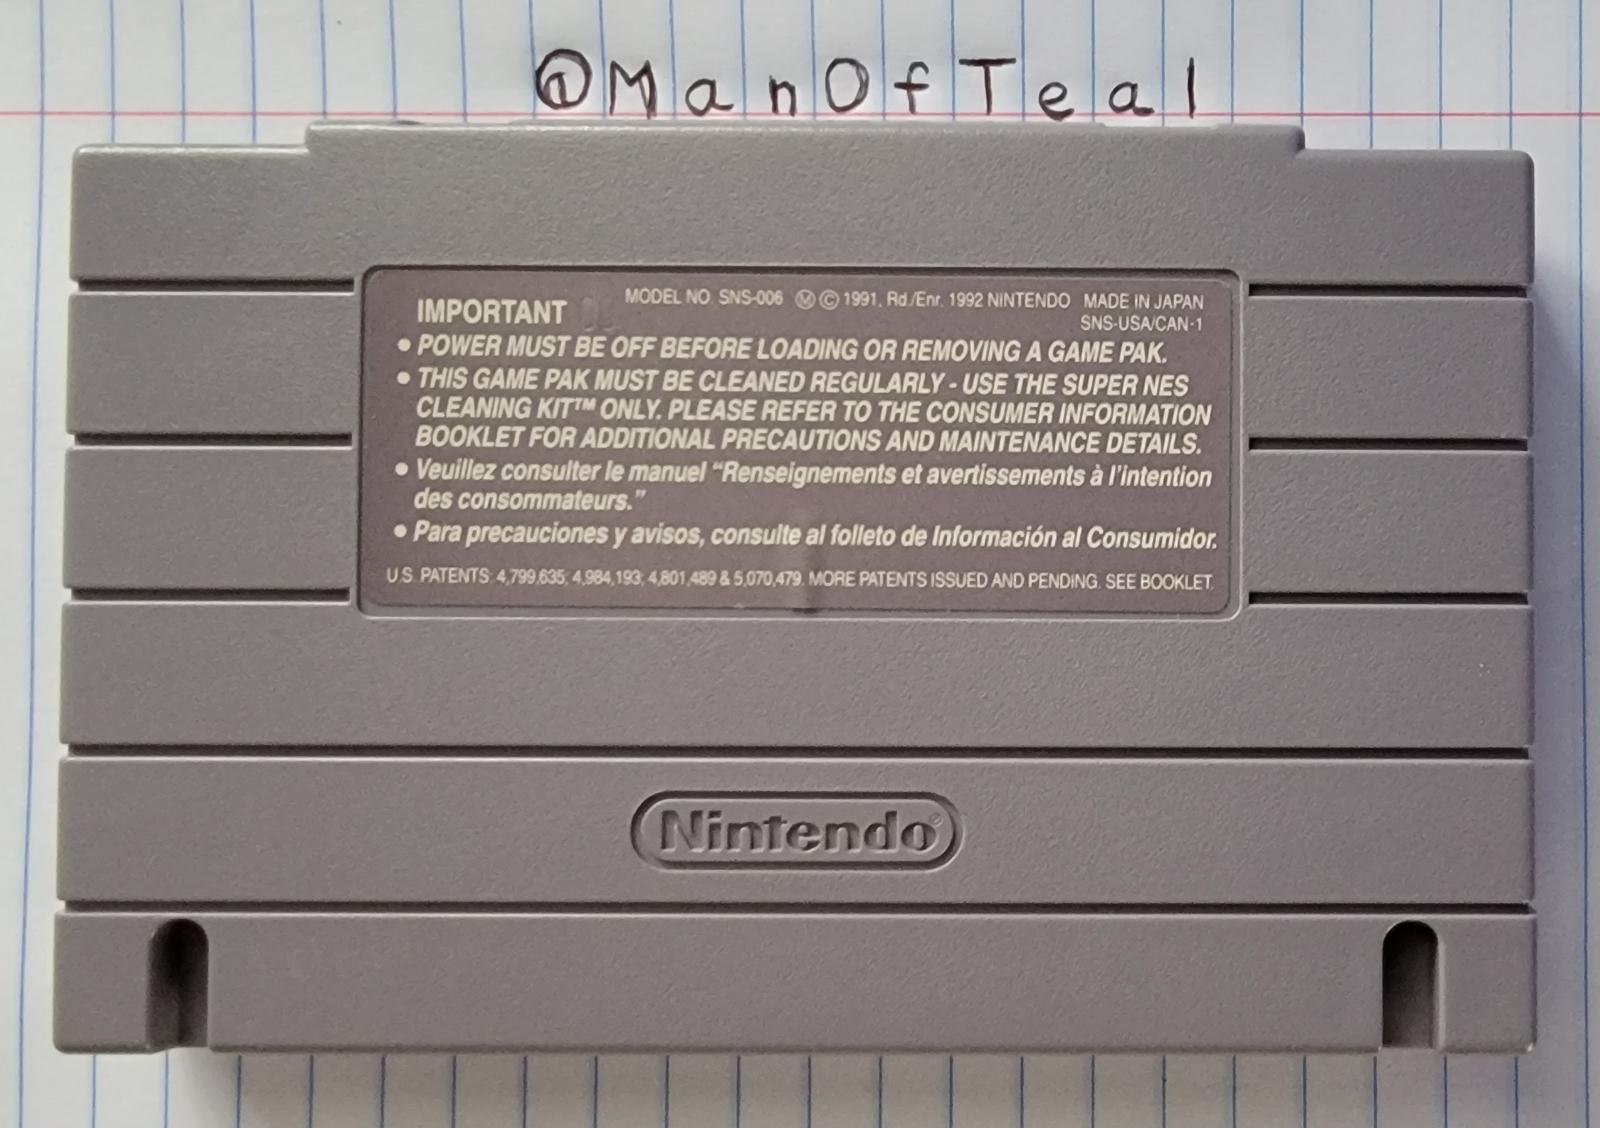 @ManOfTeal
IMPORTANT
MODEL NO. SNS-006 Ⓜ © 1991, Rd./Enr. 1992 NINTENDO MADE IN JAPAN
SNS-USA/CAN-1
• POWER MUST BE OFF BEFORE LOADING OR REMOVING A GAME PAK.
• THIS GAME PAK MUST BE CLEANED REGULARLY - USE THE SUPER NES
CLEANING KIT™ ONLY. PLEASE REFER TO THE CONSUMER INFORMATION
BOOKLET FOR ADDITIONAL PRECAUTIONS AND MAINTENANCE DETAILS.
• Veuillez consulter le manuel “Renseignements et avertissements à l'intention
des consommateurs.”
• Para precauciones y avisos, consulte al folleto de Información al Consumidor.
U.S. PATENTS: 4,799,635; 4,984,193; 4,801,489 & 5,070,479. MORE PATENTS ISSUED AND PENDING. SEE BOOKLET.
Nintendo®